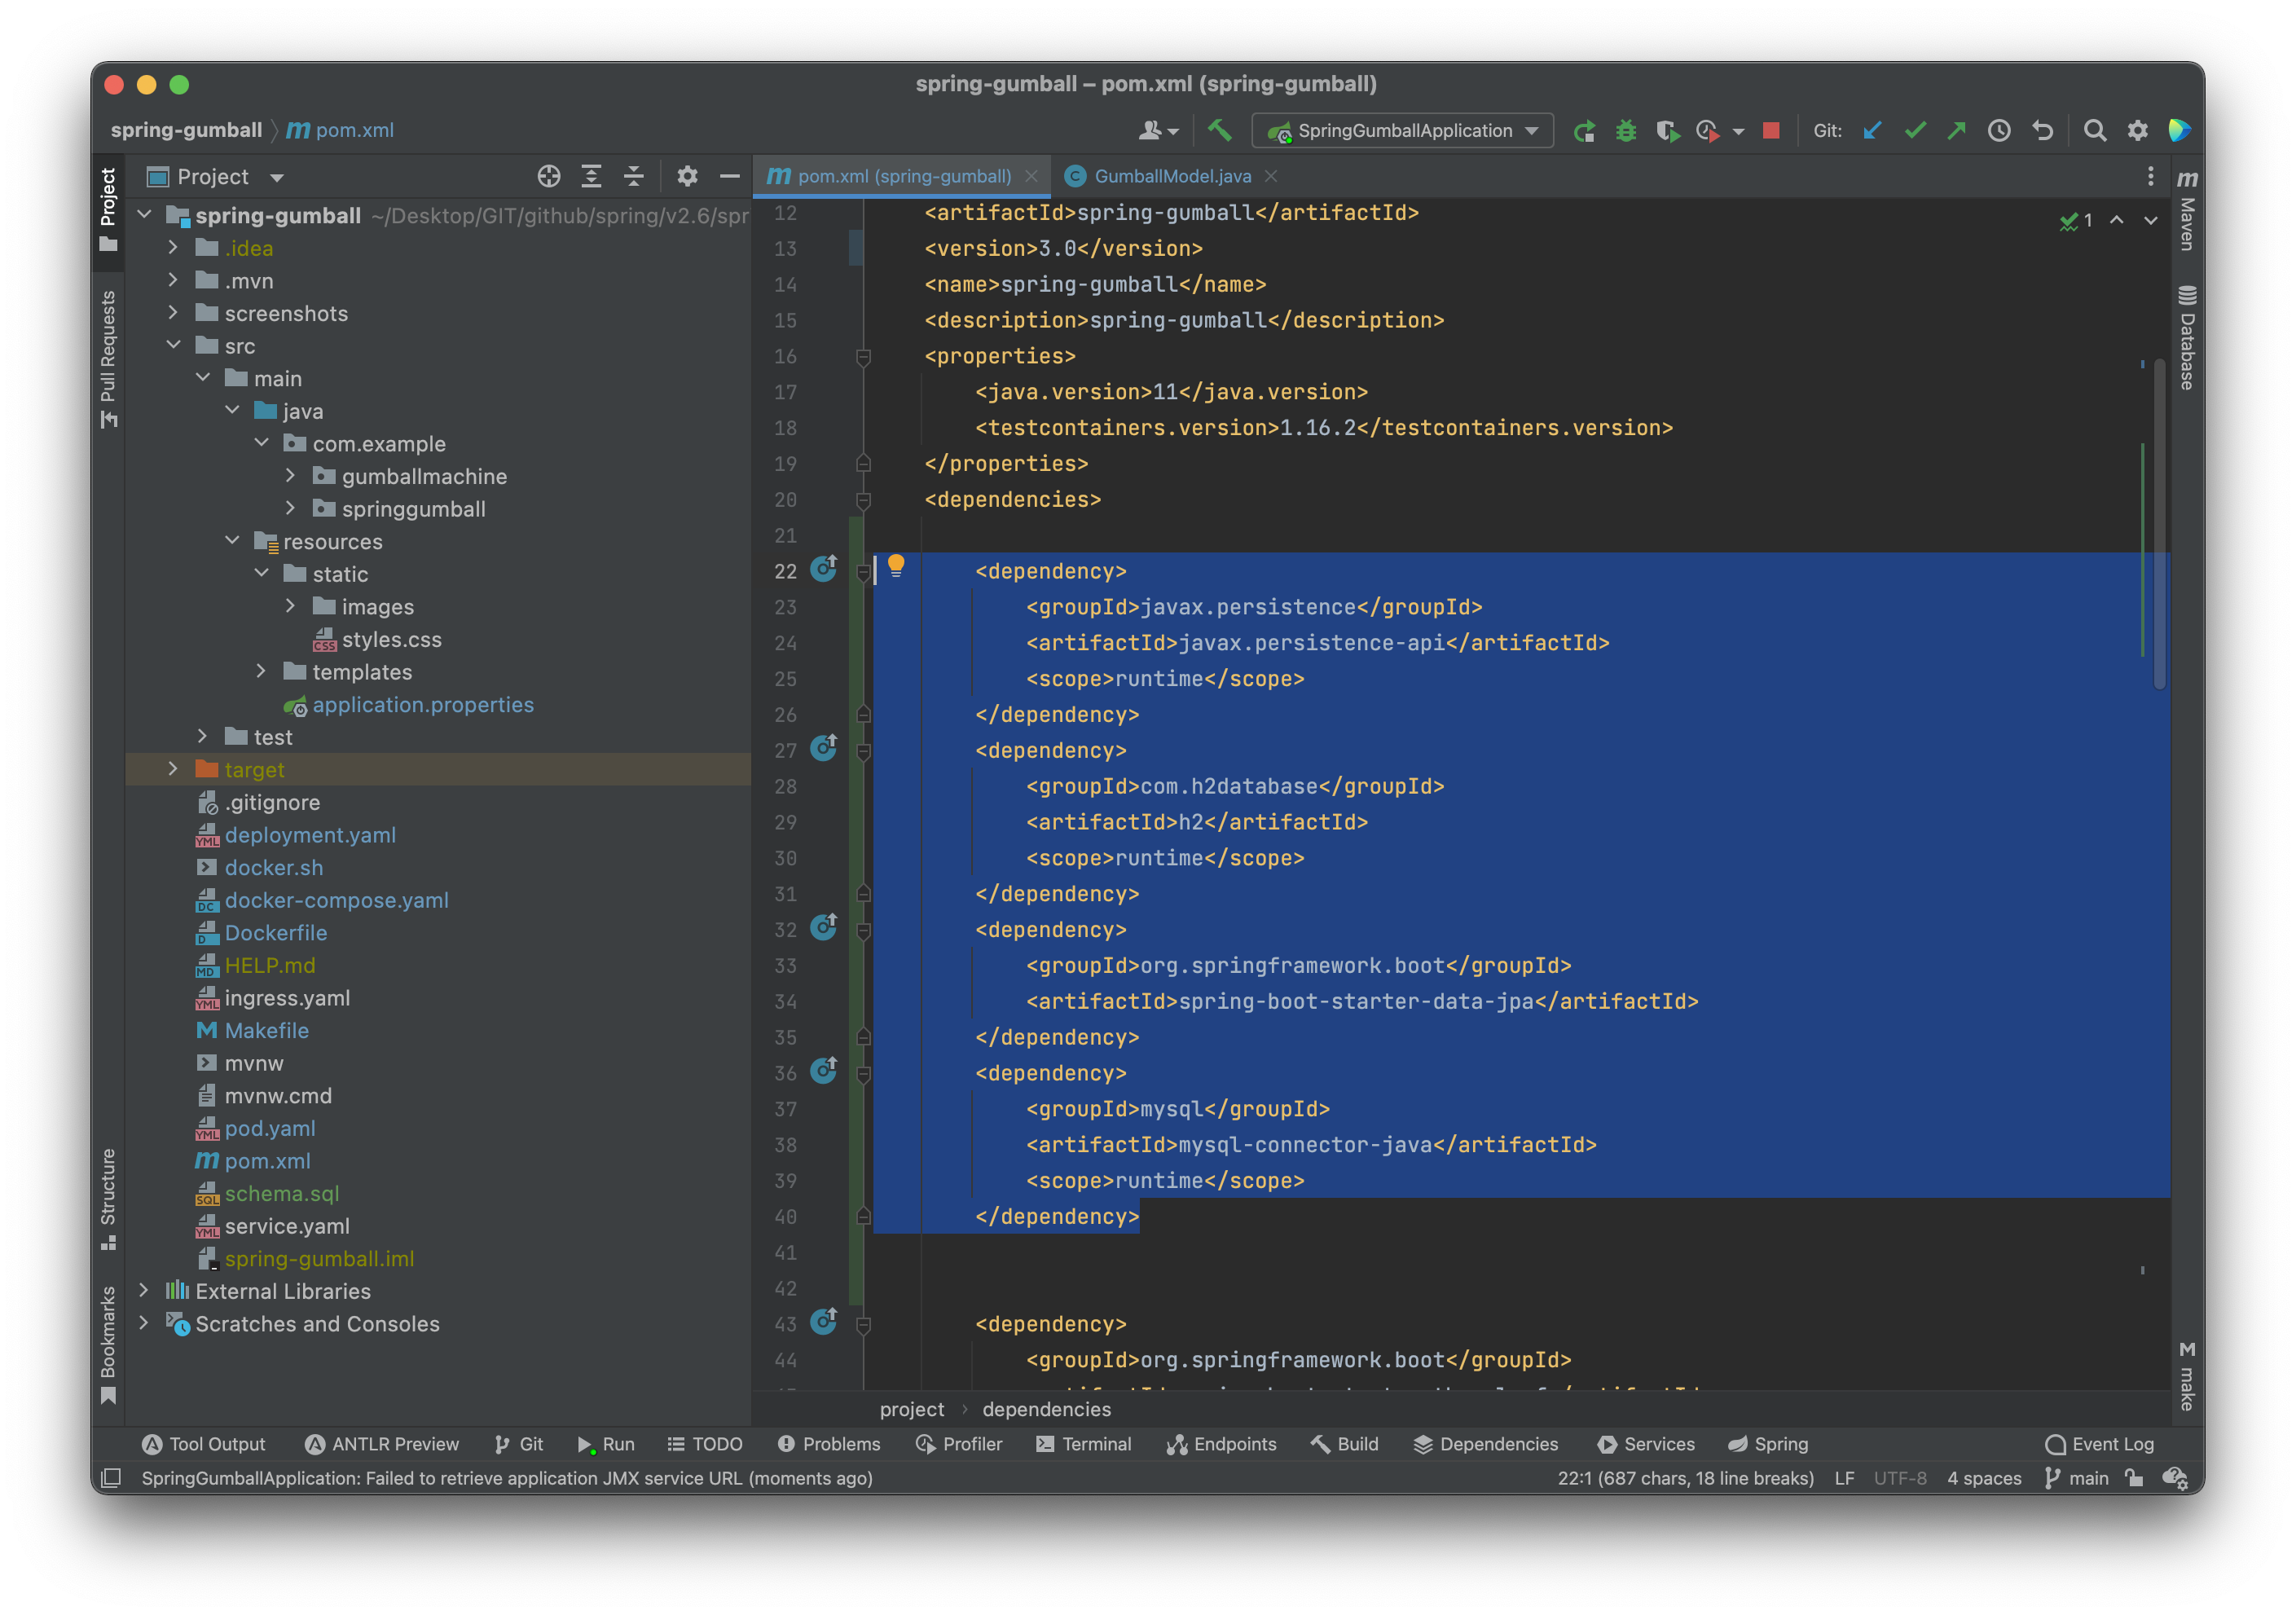 spring-gumball – pom.xml (spring-gumball)
spring-gumball
m pom.xml
SpringGumballApplication
Git:
Project
pom.xml (spring-gumball)
GumballModel.java
Project
Pull Requests
Structure
Bookmarks
spring-gumball ~/Desktop/GIT/github/spring/v2.6/spr
.idea
.mvn
screenshots
src
main
java
com.example
gumballmachine
springgumball
resources
static
images
styles.css
templates
application.properties
test
target
.gitignore
deployment.yaml
docker.sh
docker-compose.yaml
Dockerfile
HELP.md
ingress.yaml
Makefile
mvnw
mvnw.cmd
pod.yaml
pom.xml
schema.sql
service.yaml
spring-gumball.iml
External Libraries
Scratches and Consoles
12 <artifactId>spring-gumball</artifactId>
13 <version>3.0</version>
14 <name>spring-gumball</name>
15 <description>spring-gumball</description>
16 <properties>
17 <java.version>11</java.version>
18 <testcontainers.version>1.16.2</testcontainers.version>
19 </properties>
20 <dependencies>
21
22 <dependency>
23 <groupId>javax.persistence</groupId>
24 <artifactId>javax.persistence-api</artifactId>
25 <scope>runtime</scope>
26 </dependency>
27 <dependency>
28 <groupId>com.h2database</groupId>
29 <artifactId>h2</artifactId>
30 <scope>runtime</scope>
31 </dependency>
32 <dependency>
33 <groupId>org.springframework.boot</groupId>
34 <artifactId>spring-boot-starter-data-jpa</artifactId>
35 </dependency>
36 <dependency>
37 <groupId>mysql</groupId>
38 <artifactId>mysql-connector-java</artifactId>
39 <scope>runtime</scope>
40 </dependency>
41
42
43 <dependency>
44 <groupId>org.springframework.boot</groupId>
1
Maven
Database
make
project › dependencies
Tool Output
ANTLR Preview
Git
Run
TODO
Problems
Profiler
Terminal
Endpoints
Build
Dependencies
Services
Spring
Event Log
SpringGumballApplication: Failed to retrieve application JMX service URL (moments ago)
22:1 (687 chars, 18 line breaks)
LF
UTF-8
4 spaces
main